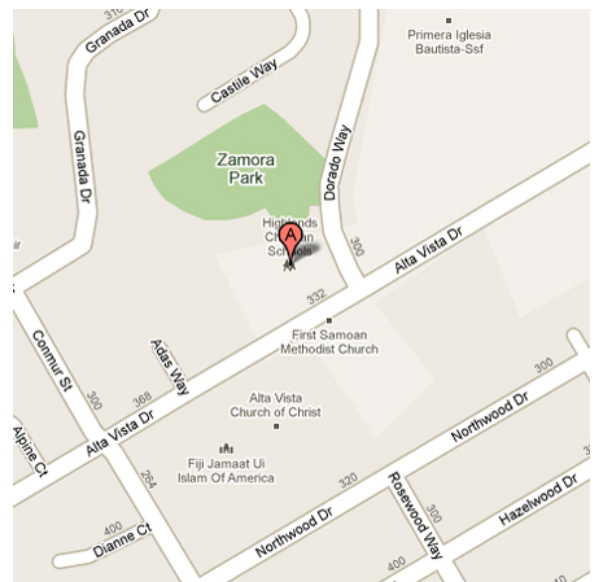 310
Granada Dr
Castile Way
Primera Iglesia
Bautista-Ssf
Granada Dr
Zamora
Park
Dorado Way
Highlands
Schools
A
300
Alta Vista Dr
332
First Samoan
Methodist Church
Conmur St
Adas Way
300
368
Alta Vista Dr
Alta Vista
Church of Christ
300
Northwood Dr
Alpine Ct
264
Fiji Jamaat Ui
Islam Of America
320
Rosewood Way
300
Hazelwood Dr
400
Dianne Ct
Northwood Dr
400